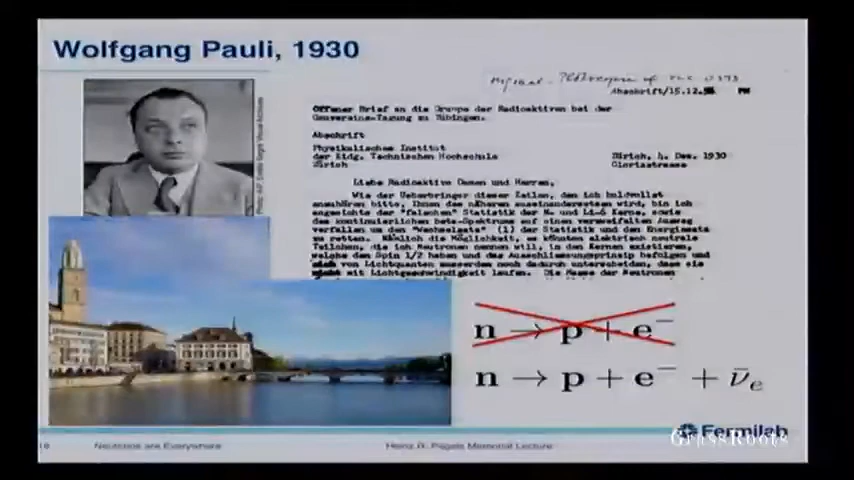 Wolfgang Pauli, 1930
Abschrift/15.12.5 PM
Offener Brief an die Gruppe der Radioaktiven bei der
Gauvereins-Tagung zu Tübingen.
Abschrift
Physikalisches Institut
der Eidg. Technischen Hochschule
Zürich
Zürich, 4. Dez. 1930
Gloriastrasse
Liebe Radioaktive Damen und Herren,
Wie der Ueberbringer dieser Zeilen, den ich huldvollst
anzuhören bitte, Ihnen des näheren auseinandersetzen wird, bin ich
angesichts der "falschen" Statistik der N- und Li-6 Kerne, sowie
des kontinuierlichen beta-Spektrums auf einen verzweifelten Ausweg
verfallen um den "Wechselsatz" (1) der Statistik und den Energiesatz
zu retten. Nämlich die Möglichkeit, es könnten elektrisch neutrale
Teilchen, die ich Neutronen nennen will, in den Kernen existieren,
welche den Spin 1/2 haben und das Ausschliessungsprinzip befolgen und
sich von Lichtquanten ausserdem noch dadurch unterscheiden, dass sie
nicht mit Lichtgeschwindigkeit laufen. Die Masse der Neutronen
n → p + e⁻
n → p + e⁻ + ν̄ₑ
Fermilab
GrassRoots
18
Neutrinos are Everywhere
Heinz R. Pagels Memorial Lecture